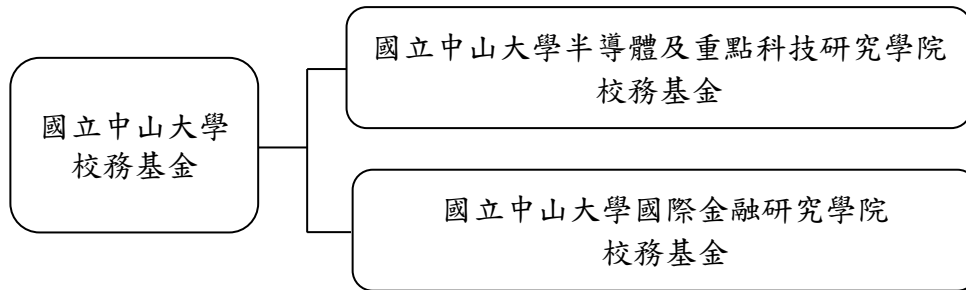 國立中山大學半導體及重點科技研究學院
校務基金
國立中山大學
校務基金
國立中山大學國際金融研究學院
校務基金